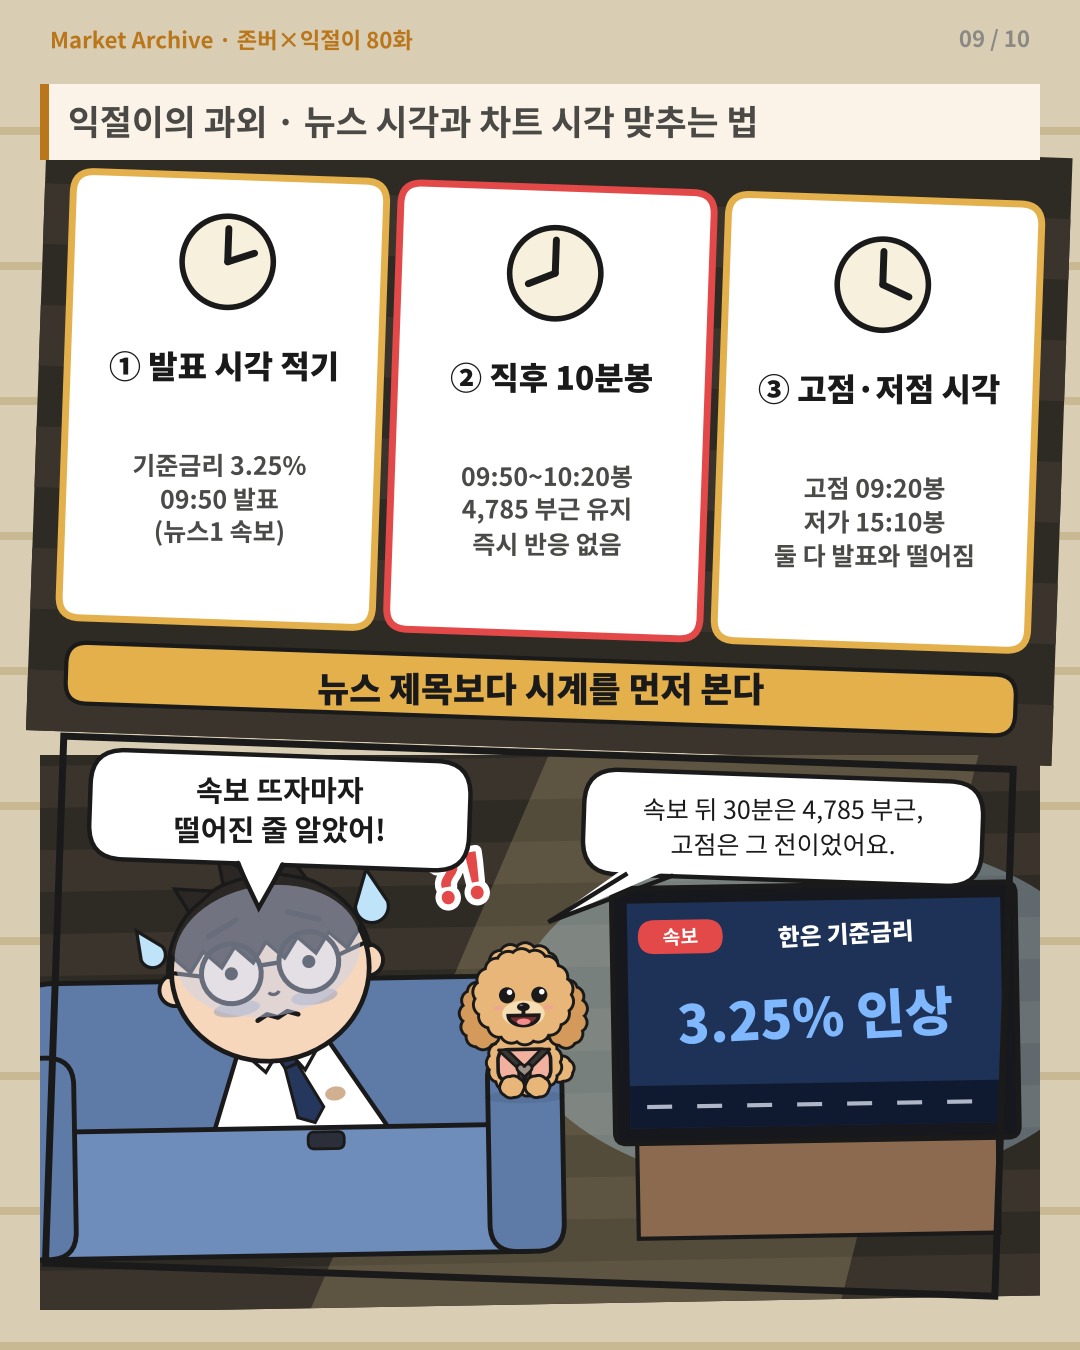 Market Archive · 존버×익절이 80화
09 / 10
익절이의 과외 · 뉴스 시각과 차트 시각 맞추는 법
① 발표 시각 적기
기준금리 3.25%
09:50 발표
(뉴스1 속보)
② 직후 10분봉
09:50~10:20봉
4,785 부근 유지
즉시 반응 없음
③ 고점·저점 시각
고점 09:20봉
저가 15:10봉
둘 다 발표와 떨어짐
뉴스 제목보다 시계를 먼저 본다
속보 뜨자마자
떨어진 줄 알았어!
속보 뒤 30분은 4,785 부근,
고점은 그 전이었어요.
?!
속보
한은 기준금리
3.25% 인상